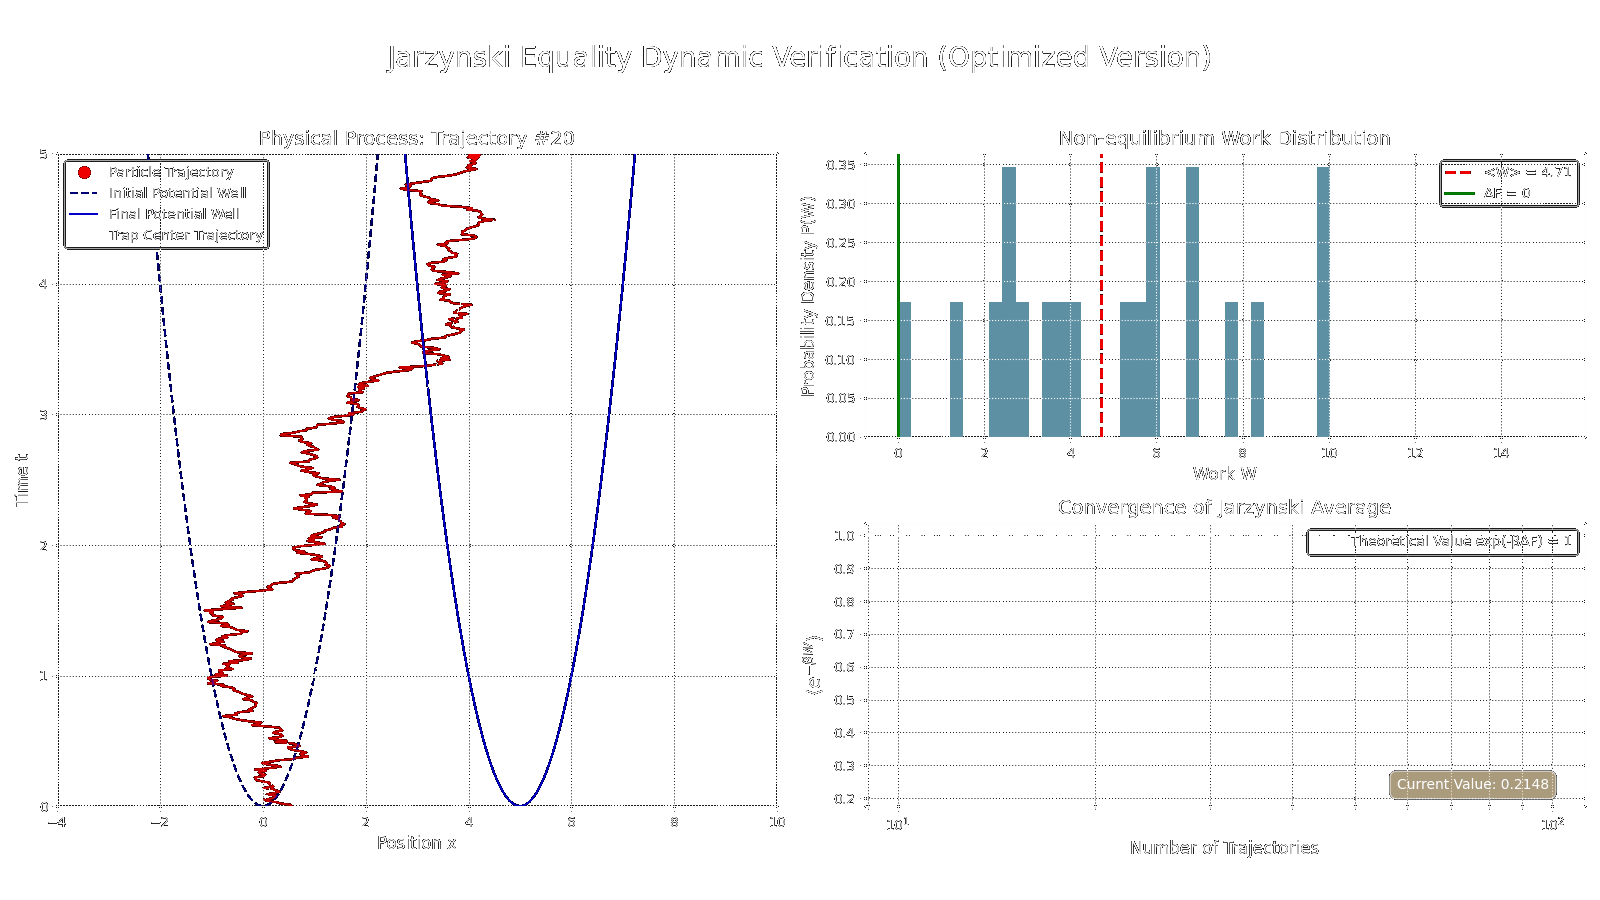 Jarzynski Equality Dynamic Verification (Optimized Version)
Physical Process: Trajectory #20
Particle Trajectory
Initial Potential Well
Final Potential Well
Trap Center Trajectory
5
4
3
2
1
0
−4
−2
0
2
4
6
8
10
Time t
Position x
Non-equilibrium Work Distribution
<W> = 4.71
ΔF = 0
0.35
0.30
0.25
0.20
0.15
0.10
0.05
0.00
0
2
4
6
8
10
12
14
Probability Density P(W)
Work W
Convergence of Jarzynski Average
Theoretical Value exp(-βΔF) = 1
1.0
0.9
0.8
0.7
0.6
0.5
0.4
0.3
0.2
⟨e^−βW⟩
Current Value: 0.2148
10^1
10^2
Number of Trajectories